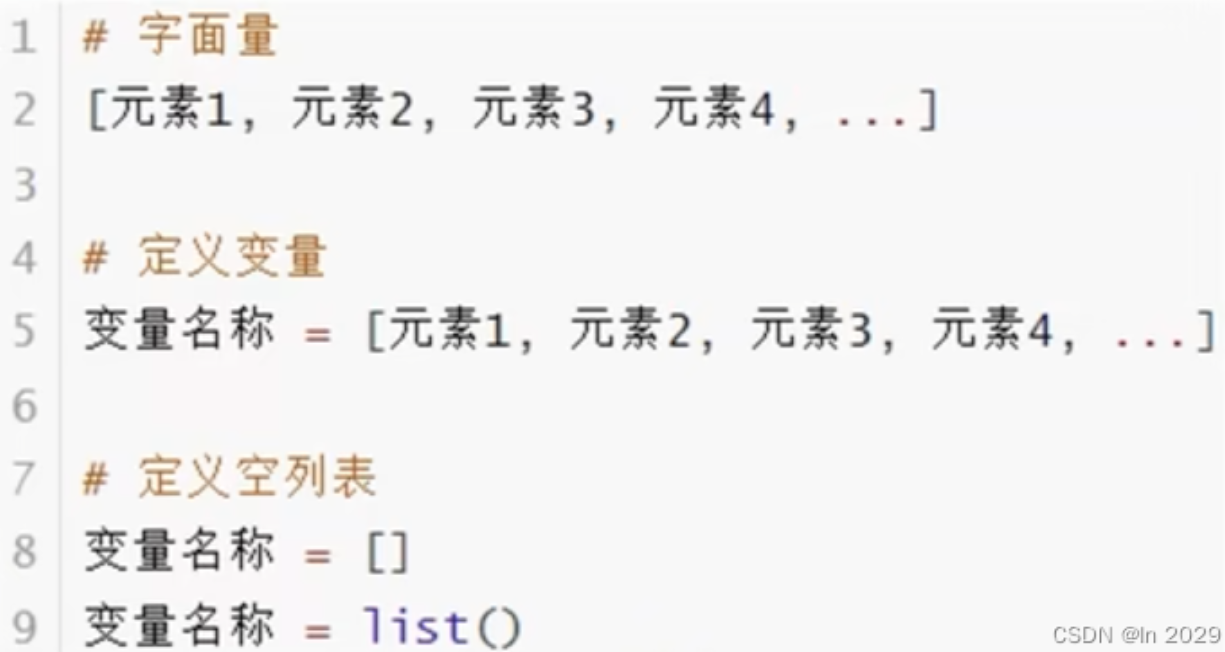 1 # 字面量
2 [元素1, 元素2, 元素3, 元素4, ...]
3
4 # 定义变量
5 变量名称 = [元素1, 元素2, 元素3, 元素4, ...]
6
7 # 定义空列表
8 变量名称 = []
9 变量名称 = list()
CSDN @ln 2029